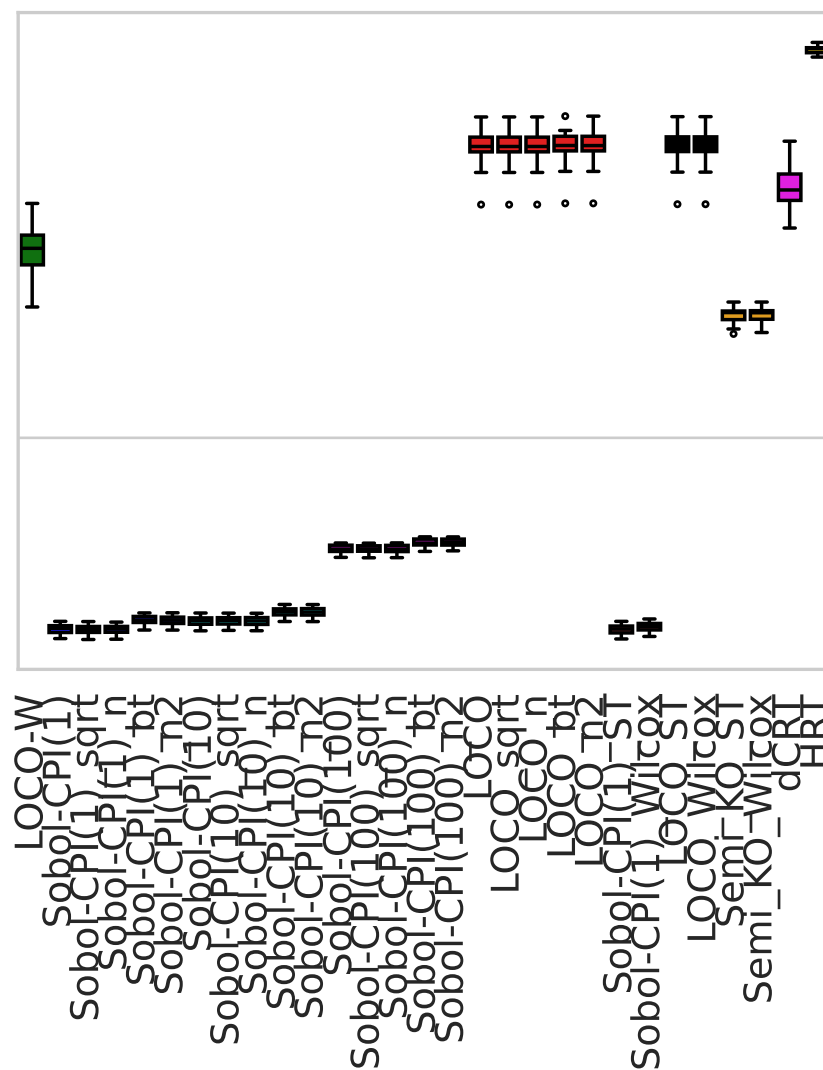 LOCO-W
Sobol-CPI(1)
Sobol-CPI(1)_sqrt
Sobol-CPI(1)_n
Sobol-CPI(1)_bt
Sobol-CPI(1)_n2
Sobol-CPI(10)
Sobol-CPI(10)_sqrt
Sobol-CPI(10)_n
Sobol-CPI(10)_bt
Sobol-CPI(10)_n2
Sobol-CPI(100)
Sobol-CPI(100)_sqrt
Sobol-CPI(100)_n
Sobol-CPI(100)_bt
Sobol-CPI(100)_n2
LOCO
LOCO_sqrt
LOCO_n
LOCO_bt
LOCO_n2
Sobol-CPI(1)_ST
Sobol-CPI(1)_Wilcox
LOCO_ST
LOCO_Wilcox
Semi_KO_ST
Semi_KO_Wilcox
dCRT
HRT